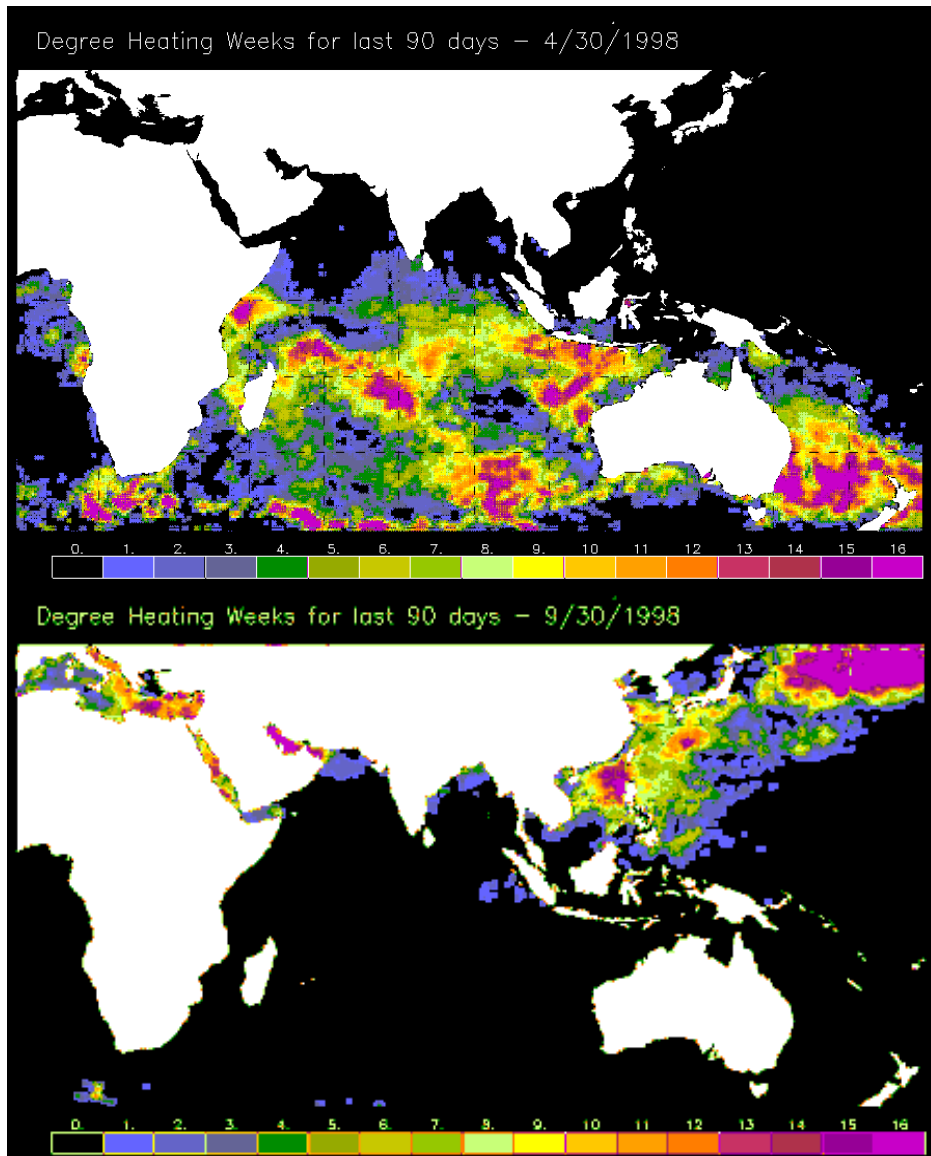 Degree Heating Weeks for last 90 days – 4/30/1998
0. 1. 2. 3. 4. 5. 6. 7. 8. 9. 10 11 12 13 14 15 16
Degree Heating Weeks for last 90 days – 9/30/1998
0. 1. 2. 3. 4. 5. 6. 7. 8. 9. 10 11 12 13 14 15 16